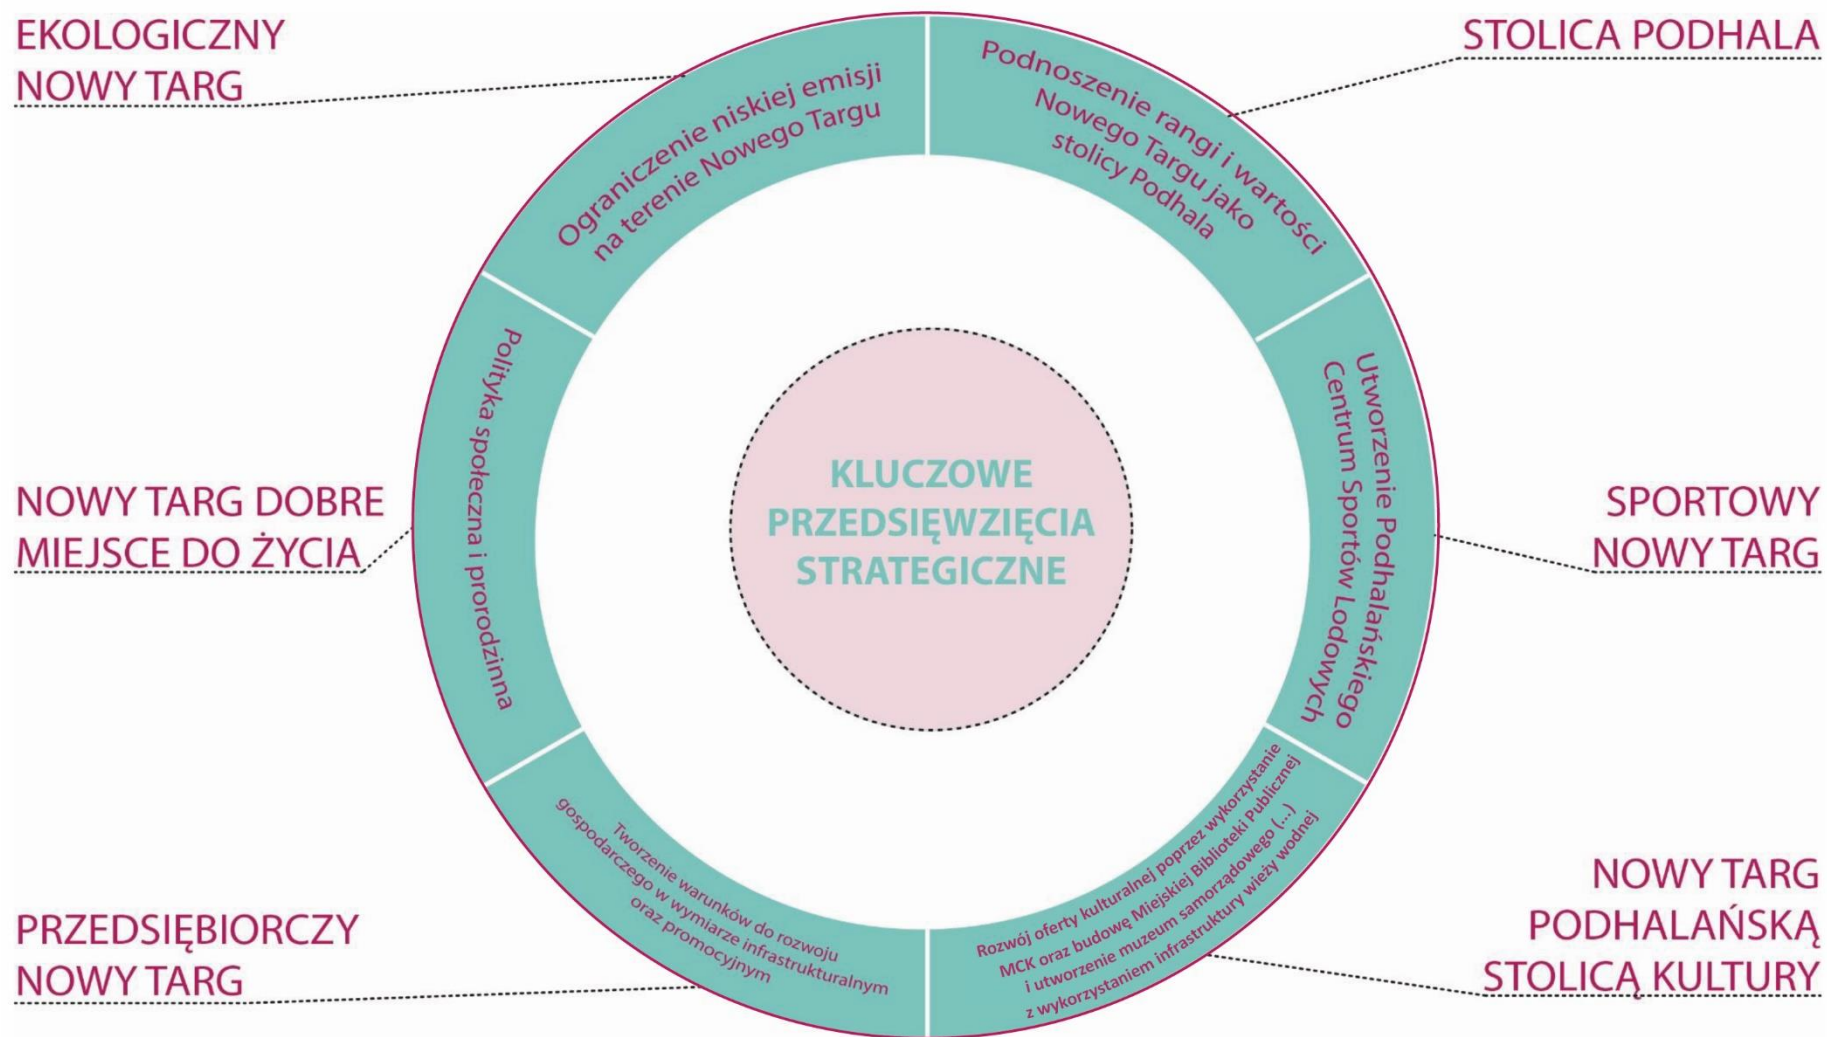 EKOLOGICZNY
NOWY TARG
Ograniczenie niskiej emisji
na terenie Nowego Targu
STOLICA PODHALA
Podnoszenie rangi i wartości
Nowego Targu jako
stolicy Podhala
NOWY TARG DOBRE
MIEJSCE DO ŻYCIA
Polityka społeczna i prorodzinna
KLUCZOWE
PRZEDSIĘWZIĘCIA
STRATEGICZNE
Utworzenie Podhalańskiego
Centrum Sportów Lodowych
SPORTOWY
NOWY TARG
PRZEDSIĘBIORCZY
NOWY TARG
Tworzenie warunków do rozwoju
gospodarczego w wymiarze infrastrukturalnym
oraz promocyjnym
Rozwój oferty kulturalnej poprzez wykorzystanie
MCK oraz budowę Miejskiej Biblioteki Publicznej
i utworzenie muzeum samorządowego (...)
z wykorzystaniem infrastruktury wieży wodnej
NOWY TARG
PODHALAŃSKĄ
STOLICĄ KULTURY